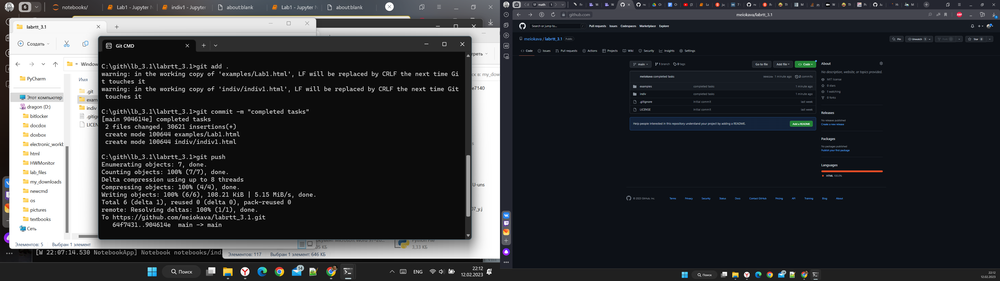 6
notebooks/
Lab1 - Jupyter N
indiv1 - Jupyter
about:blank
Lab1 - Jupyter N
about:blank
labrtt_3.1
Создать
Windows
PyCharm
Этот компьютер
dragon (D:)
bitlocker
docdox
doxbox
electronic_workb
html
HWMonitor
lab_files
my_downloads
newcmd
os
pictures
textbooks
Сеть
Имя
.git
exam
indiv
.gitign
LICEN
Элементов: 5
Выбран 1 элемент
Git CMD
C:\gith\lb_3.1\labrtt_3.1>git add .
warning: in the working copy of 'examples/Lab1.html', LF will be replaced by CRLF the next time Gi
t touches it
warning: in the working copy of 'indiv/indiv1.html', LF will be replaced by CRLF the next time Git
touches it
C:\gith\lb_3.1\labrtt_3.1>git commit -m "completed tasks"
[main 904614e] completed tasks
2 files changed, 30621 insertions(+)
create mode 100644 examples/Lab1.html
create mode 100644 indiv/indiv1.html
C:\gith\lb_3.1\labrtt_3.1>git push
Enumerating objects: 7, done.
Counting objects: 100% (7/7), done.
Delta compression using up to 8 threads
Compressing objects: 100% (4/4), done.
Writing objects: 100% (6/6), 108.21 KiB | 5.15 MiB/s, done.
Total 6 (delta 1), reused 0 (delta 0), pack-reused 0
remote: Resolving deltas: 100% (1/1), done.
To https://github.com/meiokava/labrtt_3.1.git
64f7431..904614e  main -> main
отреть
ск в: my_dow
e7140
U-uns
07_y.j
окумент Microsoft Word 97–20...
05 КБ
Python File
3,33 КБ
[W 22:07:14.530 NotebookApp] Notebook notebooks/ind
Элементов: 117
Выбран 1 элемент: 646 КБ
Поиск
14
ENG
22:12
12.02.2023
22
17 math
1
github.com
meiokava/labrtt_3.1
ABP
49
Search or jump to...
/
Pull requests
Issues
Codespaces
Marketplace
Explore
meiokava / labrtt_3.1
Public
Pin
Unwatch 1
Fork
Star 0
Code
Issues
Pull requests
Actions
Projects
Wiki
Security
Insights
Settings
main
1 branch
0 tags
Go to file
Add file
Code
meiokava completed tasks
904614e 1 minute ago
2 commits
examples
completed tasks
1 minute ago
indiv
completed tasks
1 minute ago
.gitignore
Initial commit
last week
LICENSE
Initial commit
last week
Help people interested in this repository understand your project by adding a README.
Add a README
About
No description, website, or topics provided.
MIT license
0 stars
1 watching
0 forks
Releases
No releases published
Create a new release
Packages
No packages published
Publish your first package
Languages
HTML 100.0%
© 2023 GitHub, Inc.
Terms
Privacy
Security
Status
Docs
Contact GitHub
Pricing
API
Training
Blog
About
Поиск
14
22:12
12.02.2023